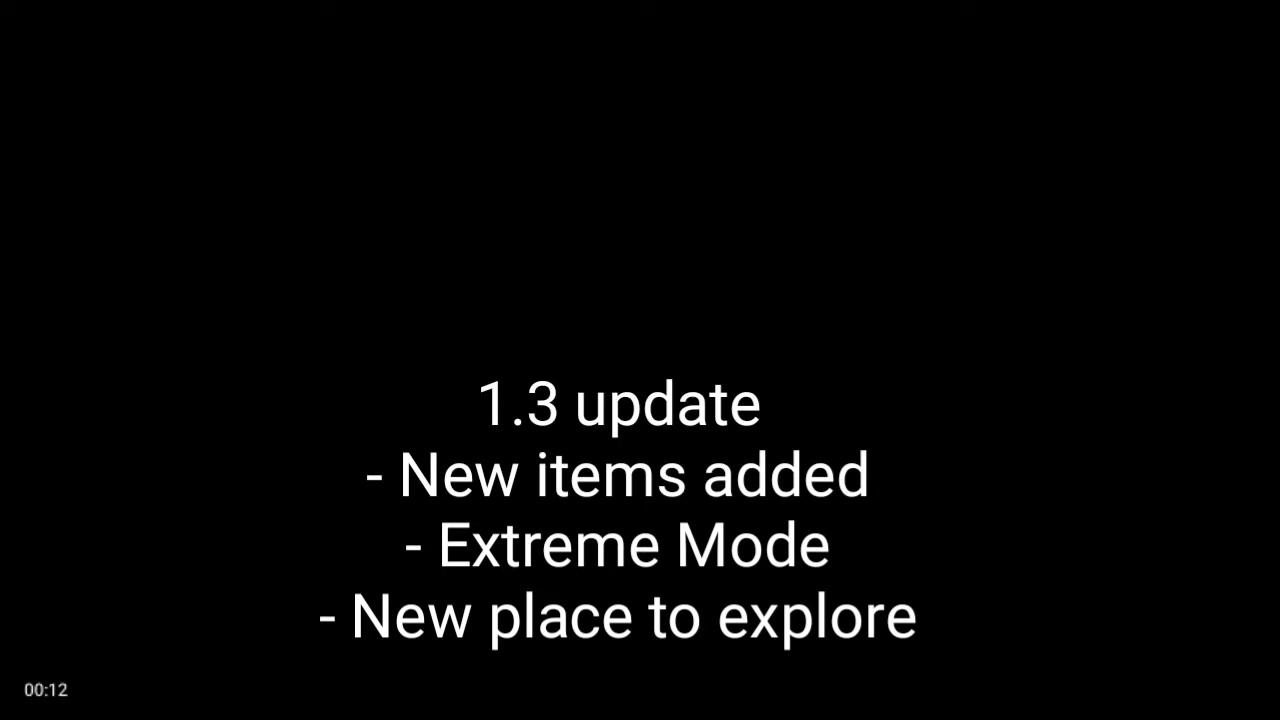 1.3 update
- New items added
- Extreme Mode
- New place to explore
00:12